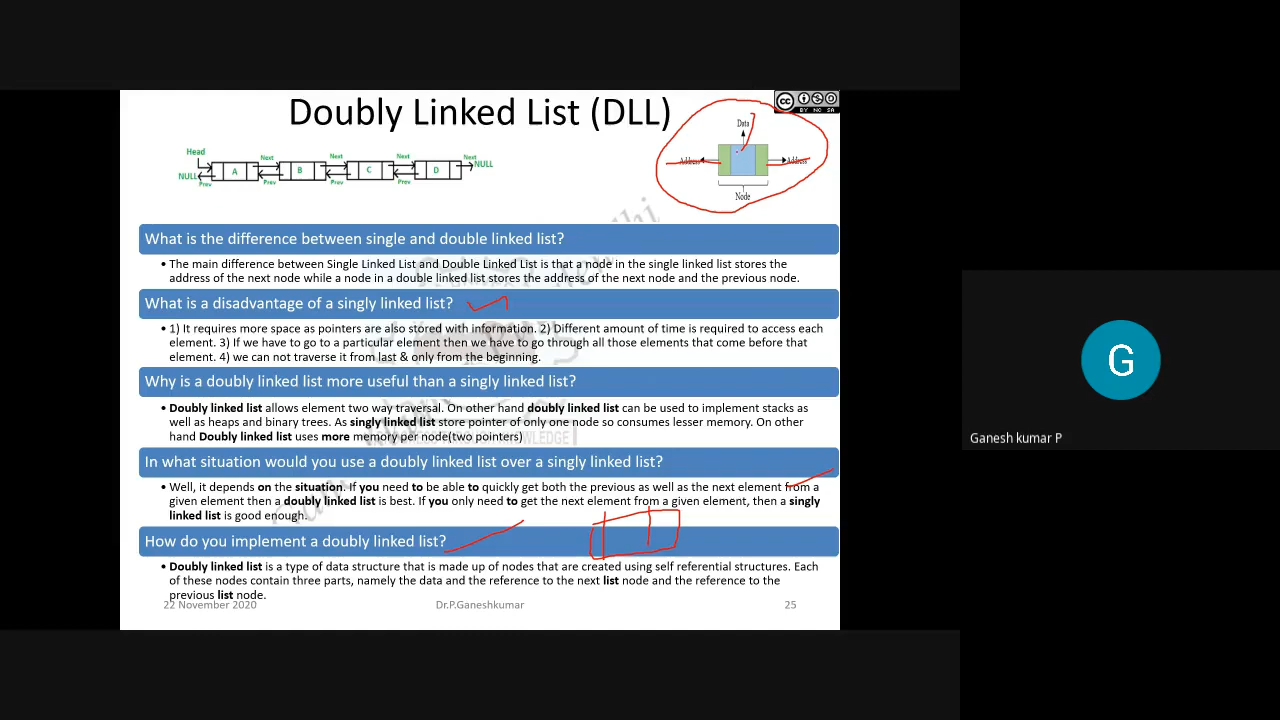 Doubly Linked List (DLL)
BY NC SA
Data
Address
Address
Node
Head
Next
Next
Next
Next
NULL
A
B
C
D
NULL
Prev
Prev
Prev
Prev
What is the difference between single and double linked list?
• The main difference between Single Linked List and Double Linked List is that a node in the single linked list stores the
address of the next node while a node in a double linked list stores the address of the next node and the previous node.
What is a disadvantage of a singly linked list?
• 1) It requires more space as pointers are also stored with information. 2) Different amount of time is required to access each
element. 3) If we have to go to a particular element then we have to go through all those elements that come before that
element. 4) we can not traverse it from last & only from the beginning.
Why is a doubly linked list more useful than a singly linked list?
• Doubly linked list allows element two way traversal. On other hand doubly linked list can be used to implement stacks as
well as heaps and binary trees. As singly linked list store pointer of only one node so consumes lesser memory. On other
hand Doubly linked list uses more memory per node(two pointers)
In what situation would you use a doubly linked list over a singly linked list?
• Well, it depends on the situation. If you need to be able to quickly get both the previous as well as the next element from a
given element then a doubly linked list is best. If you only need to get the next element from a given element, then a singly
linked list is good enough.
How do you implement a doubly linked list?
• Doubly linked list is a type of data structure that is made up of nodes that are created using self referential structures. Each
of these nodes contain three parts, namely the data and the reference to the next list node and the reference to the
previous list node.
22 November 2020
Dr.P.Ganeshkumar
25
G
Ganesh kumar P